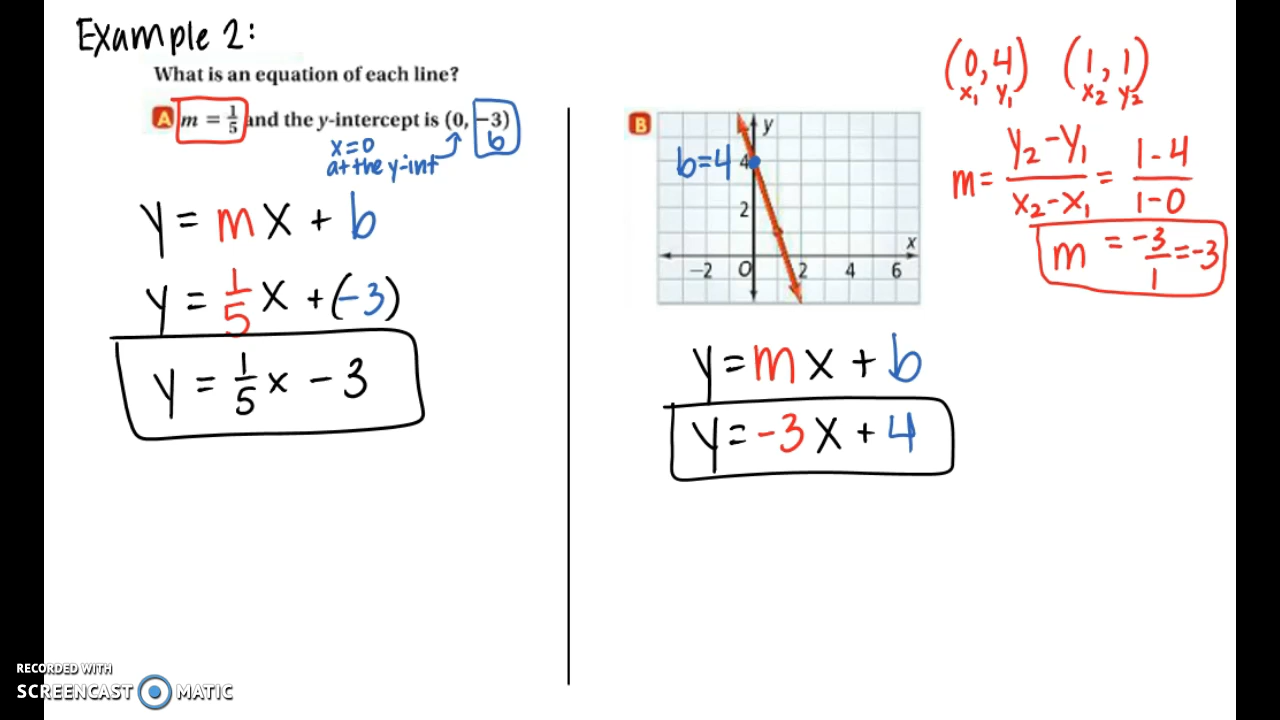 Example 2:
What is an equation of each line?
A m = 1/5 and the y-intercept is (0, −3)
b
x=0
at the y-int
y = mx + b
y = 1/5 x + (-3)
y = 1/5 x - 3
B
y
b=4 4
2
x
−2 O 2 4 6
y = mx + b
y = -3x + 4
(0, 4) (1, 1)
x₁ y₁ x₂ y₂
m = y₂-y₁ / x₂-x₁ = 1-4 / 1-0
m = -3/1 = -3
RECORDED WITH
SCREENCAST MATIC